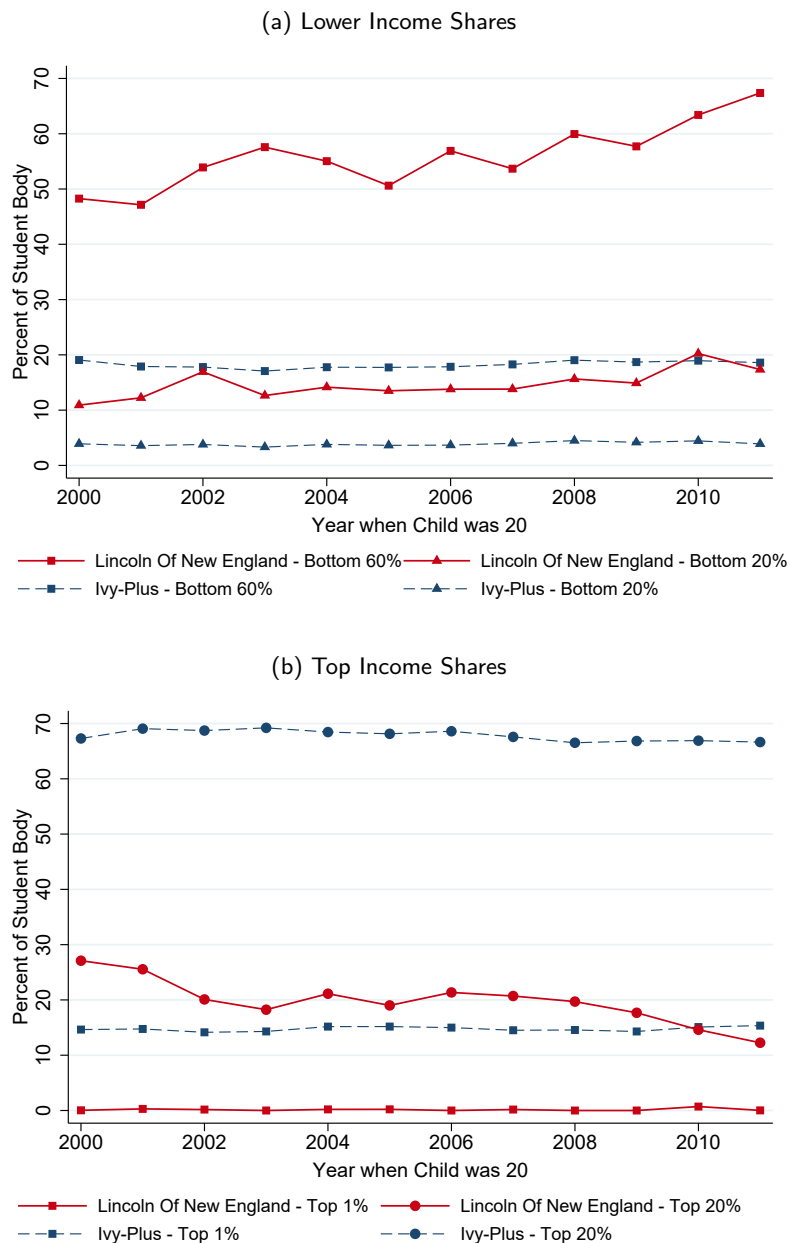 (a) Lower Income Shares
Percent of Student Body
70
60
50
40
30
20
10
0
2000 2002 2004 2006 2008 2010
Year when Child was 20
Lincoln Of New England - Bottom 60% Lincoln Of New England - Bottom 20%
Ivy-Plus - Bottom 60% Ivy-Plus - Bottom 20%
(b) Top Income Shares
Percent of Student Body
70
60
50
40
30
20
10
0
2000 2002 2004 2006 2008 2010
Year when Child was 20
Lincoln Of New England - Top 1% Lincoln Of New England - Top 20%
Ivy-Plus - Top 1% Ivy-Plus - Top 20%